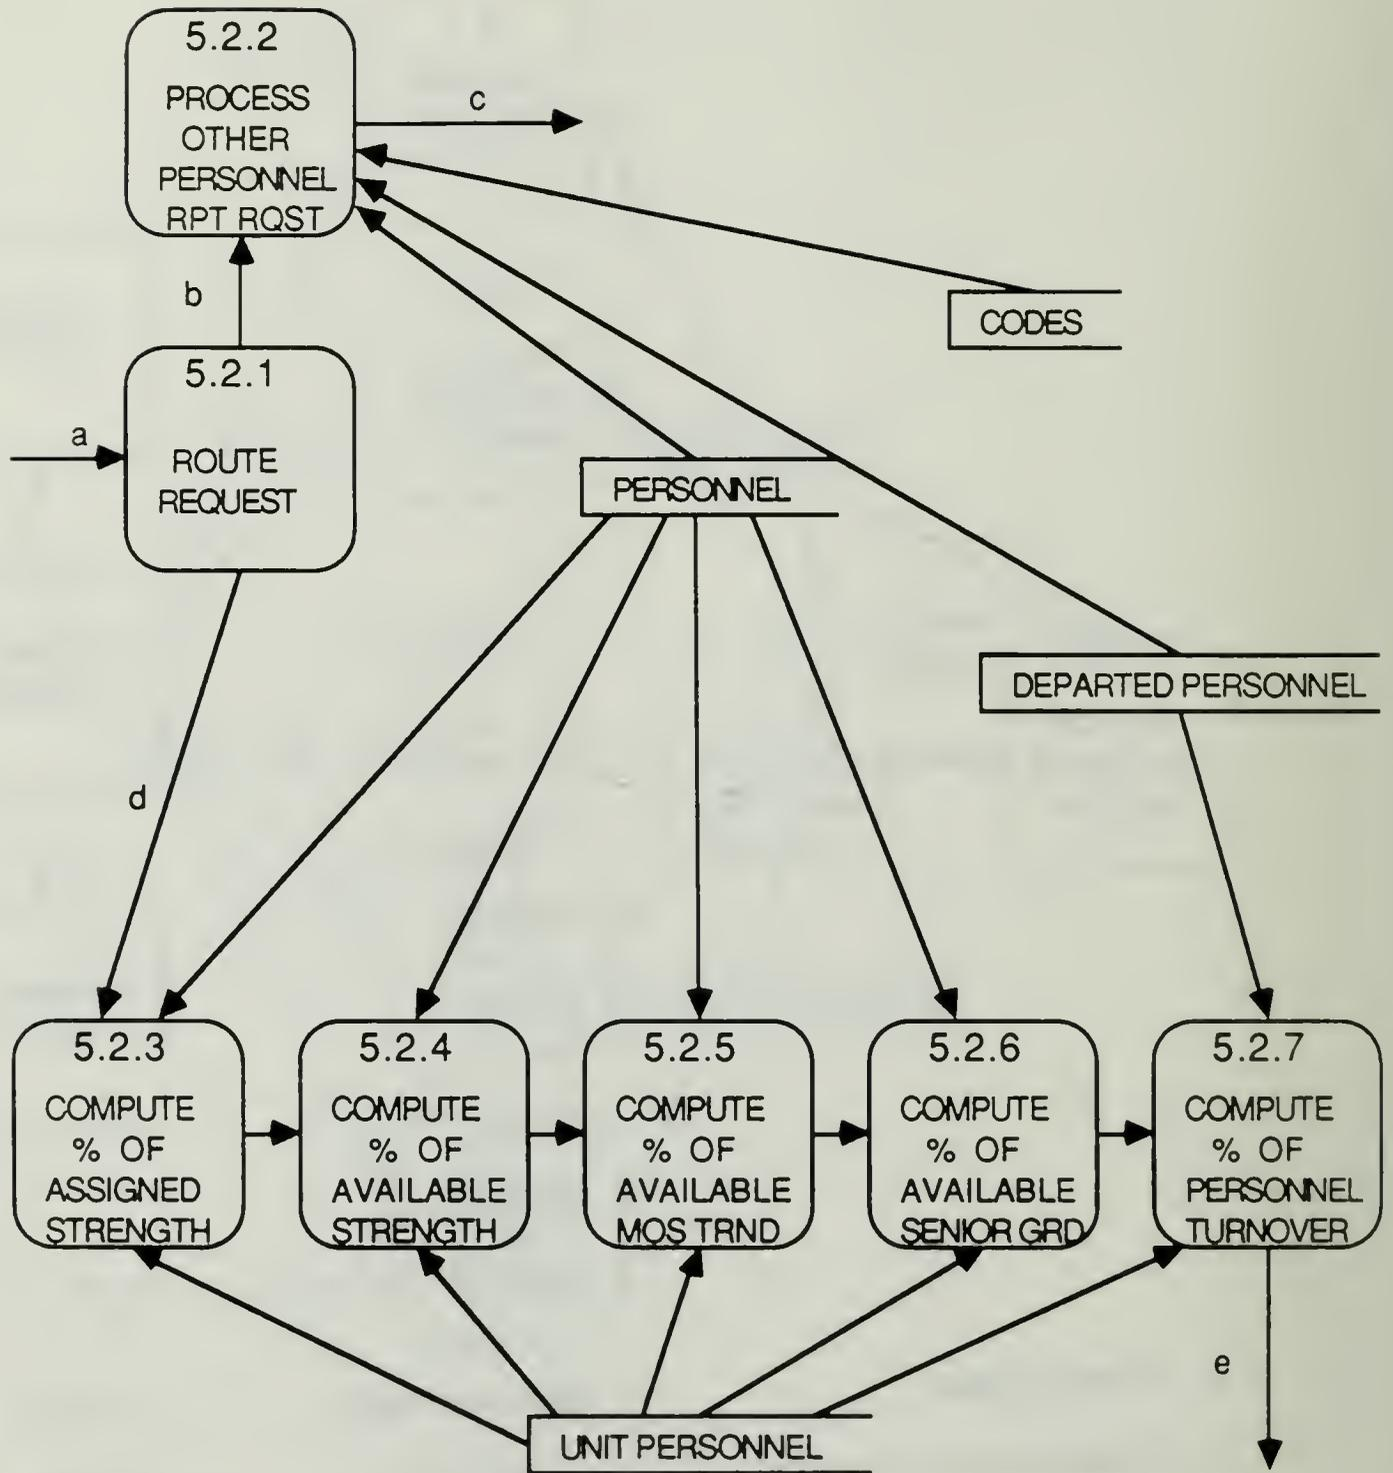 5.2.2
PROCESS
OTHER
PERSONNEL
RPT RQST
c
b
CODES
5.2.1
ROUTE
REQUEST
a
PERSONNEL
DEPARTED PERSONNEL
d
5.2.3
COMPUTE
% OF
ASSIGNED
STRENGTH
5.2.4
COMPUTE
% OF
AVAILABLE
STRENGTH
5.2.5
COMPUTE
% OF
AVAILABLE
MOS TRND
5.2.6
COMPUTE
% OF
AVAILABLE
SENIOR GRD
5.2.7
COMPUTE
% OF
PERSONNEL
TURNOVER
e
UNIT PERSONNEL